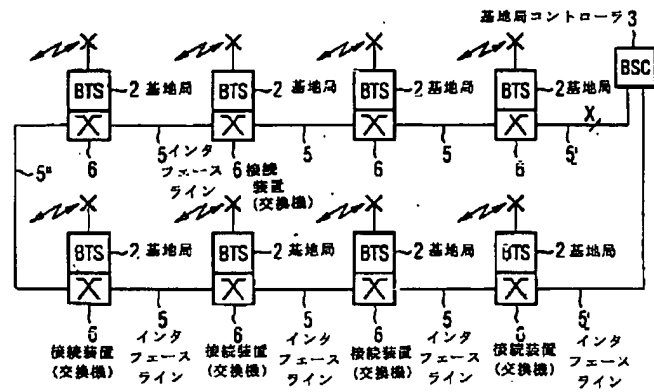 基地局コントローラ 3
BSC
BTS 2 基地局
BTS 2 基地局
BTS 2 基地局
BTS 2 基地局
X
5" 6 5 インタ
フェース
ライン
6 接続
装置
(交換機)
5 6 5 6 5'
BTS 2 基地局
BTS 2 基地局
BTS 2 基地局
BTS 2 基地局
6
接続装置
(交換機)
5
インタ
フェース
ライン
6
接続装置
(交換機)
5
インタ
フェース
ライン
6
接続装置
(交換機)
5
インタ
フェース
ライン
6
接続装置
(交換機)
5'
インタ
フェース
ライン